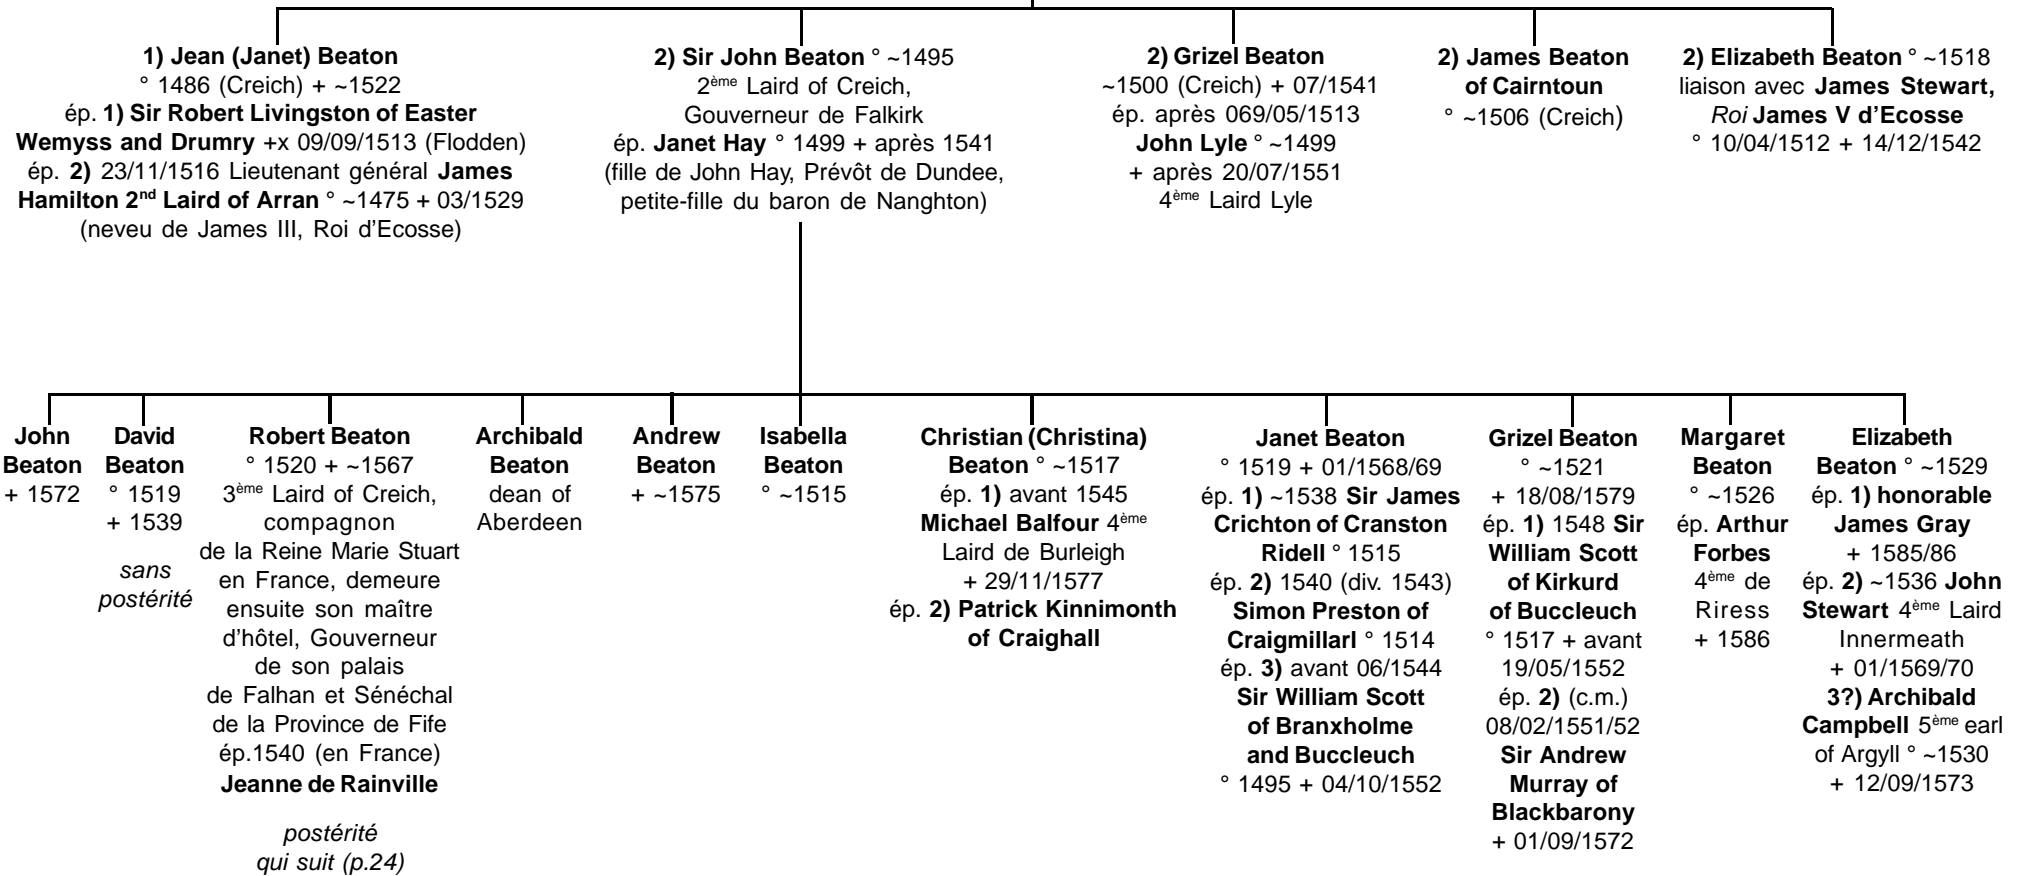 1) Jean (Janet) Beaton
° 1486 (Creich) + ~1522
ép. 1) Sir Robert Livingston of Easter
Wemyss and Drumry +x 09/09/1513 (Flodden)
ép. 2) 23/11/1516 Lieutenant général James
Hamilton 2nd Laird of Arran ° ~1475 + 03/1529
(neveu de James III, Roi d'Ecosse)
2) Sir John Beaton ° ~1495
2ème Laird of Creich,
Gouverneur de Falkirk
ép. Janet Hay ° 1499 + après 1541
(fille de John Hay, Prévôt de Dundee,
petite-fille du baron de Nanghton)
2) Grizel Beaton
~1500 (Creich) + 07/1541
ép. après 069/05/1513
John Lyle ° ~1499
+ après 20/07/1551
4ème Laird Lyle
2) James Beaton
of Cairntoun
° ~1506 (Creich)
2) Elizabeth Beaton ° ~1518
liaison avec James Stewart,
Roi James V d'Ecosse
° 10/04/1512 + 14/12/1542
John
Beaton
+ 1572
David
Beaton
° 1519
+ 1539
sans
postérité
Robert Beaton
° 1520 + ~1567
3ème Laird of Creich,
compagnon
de la Reine Marie Stuart
en France, demeure
ensuite son maître
d'hôtel, Gouverneur
de son palais
de Falhan et Sénéchal
de la Province de Fife
ép.1540 (en France)
Jeanne de Rainville
postérité
qui suit (p.24)
Archibald
Beaton
dean of
Aberdeen
Andrew
Beaton
+ ~1575
Isabella
Beaton
° ~1515
Christian (Christina)
Beaton ° ~1517
ép. 1) avant 1545
Michael Balfour 4ème
Laird de Burleigh
+ 29/11/1577
ép. 2) Patrick Kinnimonth
of Craighall
Janet Beaton
° 1519 + 01/1568/69
ép. 1) ~1538 Sir James
Crichton of Cranston
Ridell ° 1515
ép. 2) 1540 (div. 1543)
Simon Preston of
Craigmillarl ° 1514
ép. 3) avant 06/1544
Sir William Scott
of Branxholme
and Buccleuch
° 1495 + 04/10/1552
Grizel Beaton
° ~1521
+ 18/08/1579
ép. 1) 1548 Sir
William Scott
of Kirkurd
of Buccleuch
° 1517 + avant
19/05/1552
ép. 2) (c.m.)
08/02/1551/52
Sir Andrew
Murray of
Blackbarony
+ 01/09/1572
Margaret
Beaton
° ~1526
ép. Arthur
Forbes
4ème de
Riress
+ 1586
Elizabeth
Beaton ° ~1529
ép. 1) honorable
James Gray
+ 1585/86
ép. 2) ~1536 John
Stewart 4ème Laird
Innermeath
+ 01/1569/70
3?) Archibald
Campbell 5ème earl
of Argyll ° ~1530
+ 12/09/1573